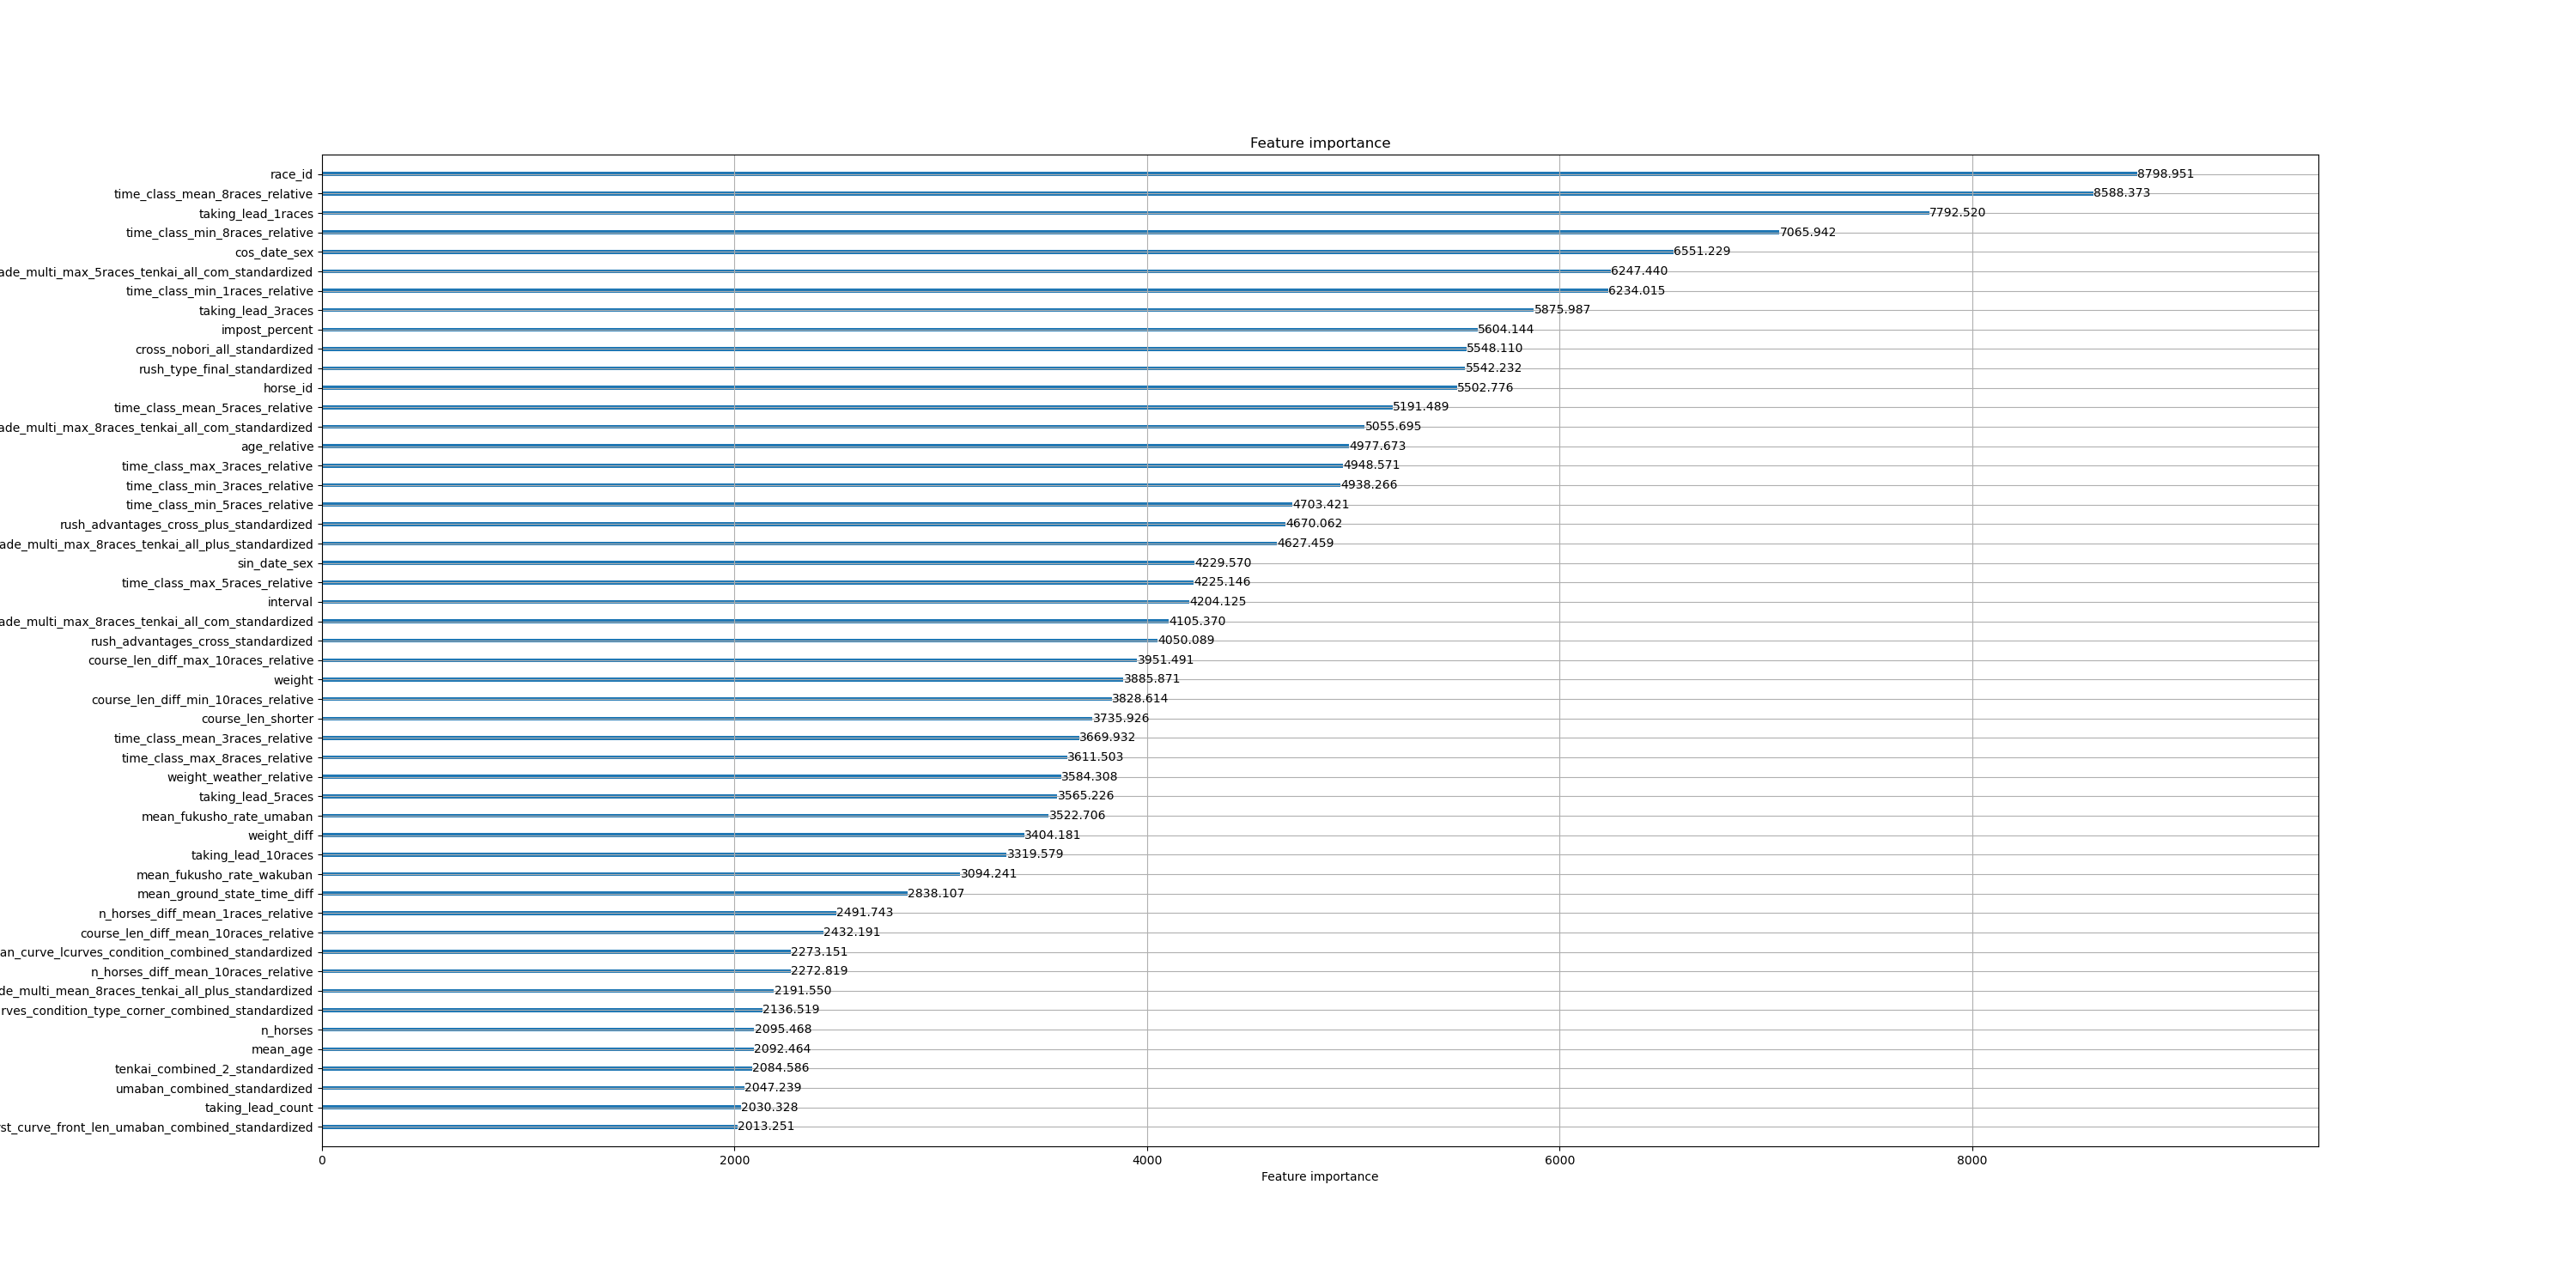 Feature importance
race_id 8798.951
time_class_mean_8races_relative 8588.373
taking_lead_1races 7792.520
time_class_min_8races_relative 7065.942
cos_date_sex 6551.229
ade_multi_max_5races_tenkai_all_com_standardized 6247.440
time_class_min_1races_relative 6234.015
taking_lead_3races 5875.987
impost_percent 5604.144
cross_nobori_all_standardized 5548.110
rush_type_final_standardized 5542.232
horse_id 5502.776
time_class_mean_5races_relative 5191.489
ade_multi_max_8races_tenkai_all_com_standardized 5055.695
age_relative 4977.673
time_class_max_3races_relative 4948.571
time_class_min_3races_relative 4938.266
time_class_min_5races_relative 4703.421
rush_advantages_cross_plus_standardized 4670.062
ade_multi_max_8races_tenkai_all_plus_standardized 4627.459
sin_date_sex 4229.570
time_class_max_5races_relative 4225.146
interval 4204.125
ade_multi_max_8races_tenkai_all_com_standardized 4105.370
rush_advantages_cross_standardized 4050.089
course_len_diff_max_10races_relative 3951.491
weight 3885.871
course_len_diff_min_10races_relative 3828.614
course_len_shorter 3735.926
time_class_mean_3races_relative 3669.932
time_class_max_8races_relative 3611.503
weight_weather_relative 3584.308
taking_lead_5races 3565.226
mean_fukusho_rate_umaban 3522.706
weight_diff 3404.181
taking_lead_10races 3319.579
mean_fukusho_rate_wakuban 3094.241
mean_ground_state_time_diff 2838.107
n_horses_diff_mean_1races_relative 2491.743
course_len_diff_mean_10races_relative 2432.191
an_curve_lcurves_condition_combined_standardized 2273.151
n_horses_diff_mean_10races_relative 2272.819
de_multi_mean_8races_tenkai_all_plus_standardized 2191.550
rves_condition_type_corner_combined_standardized 2136.519
n_horses 2095.468
mean_age 2092.464
tenkai_combined_2_standardized 2084.586
umaban_combined_standardized 2047.239
taking_lead_count 2030.328
st_curve_front_len_umaban_combined_standardized 2013.251
0 2000 4000 6000 8000
Feature importance